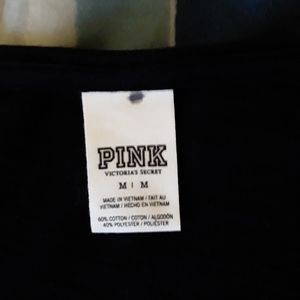 PINK
VICTORIA'S SECRET
M | M
MADE IN VIETNAM / FAIT AU
VIETNAM / HECHO EN VIETNAM
60% COTTON / COTON / ALGODÓN
40% POLYESTER / POLIÉSTER